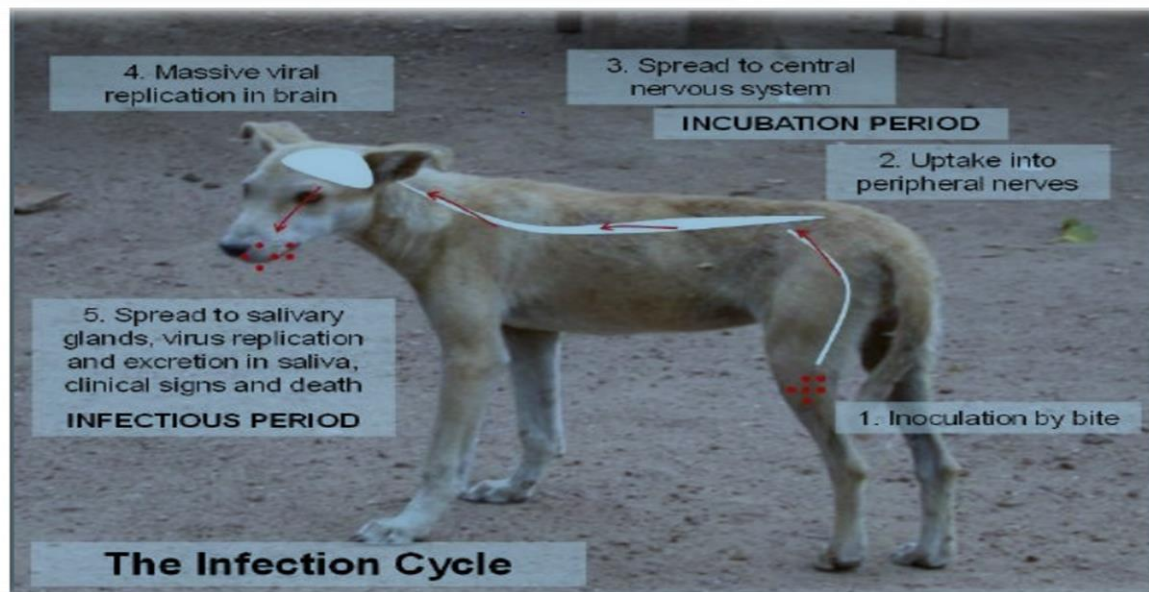 4. Massive viral
replication in brain
3. Spread to central
nervous system
INCUBATION PERIOD
2. Uptake into
peripheral nerves
5. Spread to salivary
glands, virus replication
and excretion in saliva,
clinical signs and death
INFECTIOUS PERIOD
1. Inoculation by bite
The Infection Cycle